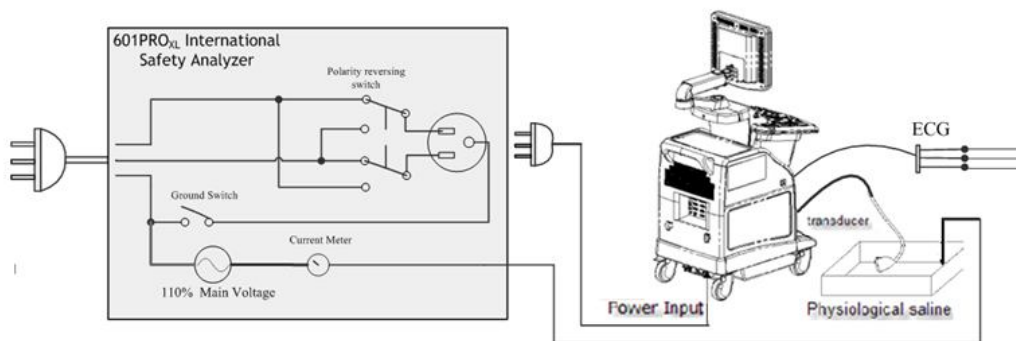 601PROXL International
Safety Analyzer
Polarity reversing
switch
Ground Switch
Current Meter
110% Main Voltage
ECG
transducer
Power Input
Physiological saline